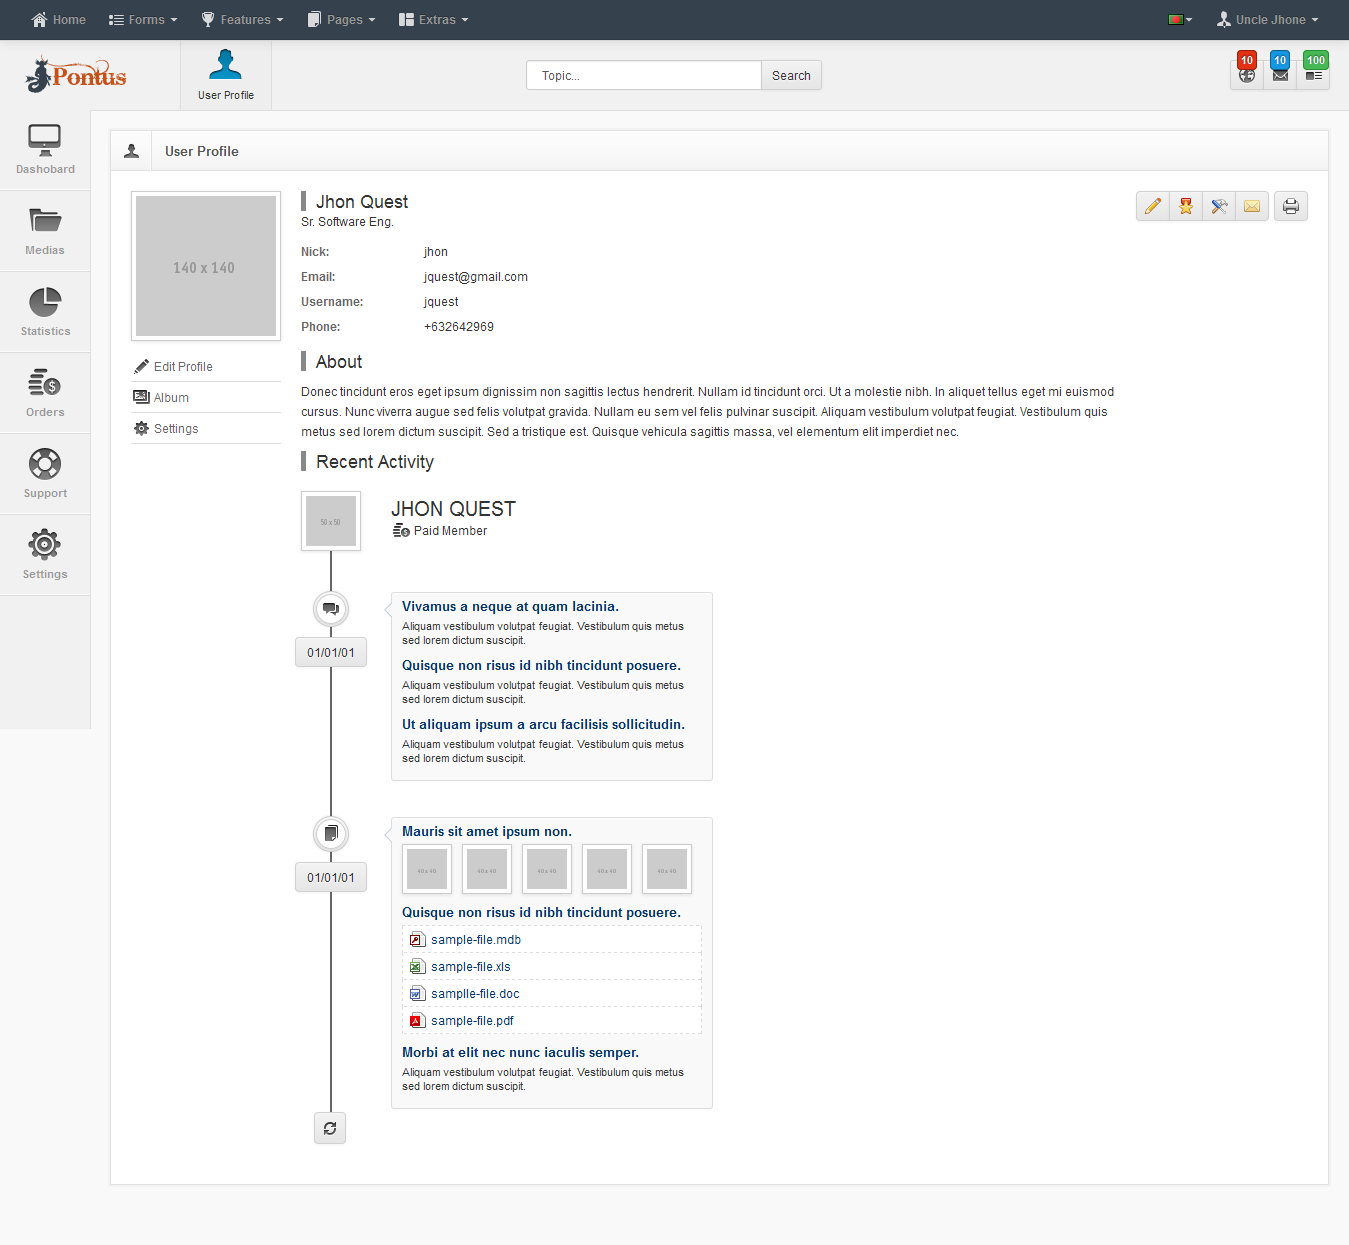 Home Forms Features Pages Extras Uncle Jhone
Pontus
User Profile
Topic...
Search
10 10 100
Dashobard
Medias
Statistics
Orders
Support
Settings
User Profile
140 x 140
Edit Profile
Album
Settings
Jhon Quest
Sr. Software Eng.
Nick: jhon
Email: jquest@gmail.com
Username: jquest
Phone: +632642969
About
Donec tincidunt eros eget ipsum dignissim non sagittis lectus hendrerit. Nullam id tincidunt orci. Ut a molestie nibh. In aliquet tellus eget mi euismod
cursus. Nunc viverra augue sed felis volutpat gravida. Nullam eu sem vel felis pulvinar suscipit. Aliquam vestibulum volutpat feugiat. Vestibulum quis
metus sed lorem dictum suscipit. Sed a tristique est. Quisque vehicula sagittis massa, vel elementum elit imperdiet nec.
Recent Activity
50 x 50
JHON QUEST
Paid Member
01/01/01
Vivamus a neque at quam lacinia.
Aliquam vestibulum volutpat feugiat. Vestibulum quis metus
sed lorem dictum suscipit.
Quisque non risus id nibh tincidunt posuere.
Aliquam vestibulum volutpat feugiat. Vestibulum quis metus
sed lorem dictum suscipit.
Ut aliquam ipsum a arcu facilisis sollicitudin.
Aliquam vestibulum volutpat feugiat. Vestibulum quis metus
sed lorem dictum suscipit.
01/01/01
Mauris sit amet ipsum non.
40 x 40 40 x 40 40 x 40 40 x 40 40 x 40
Quisque non risus id nibh tincidunt posuere.
sample-file.mdb
sample-file.xls
samplle-file.doc
sample-file.pdf
Morbi at elit nec nunc iaculis semper.
Aliquam vestibulum volutpat feugiat. Vestibulum quis metus
sed lorem dictum suscipit.